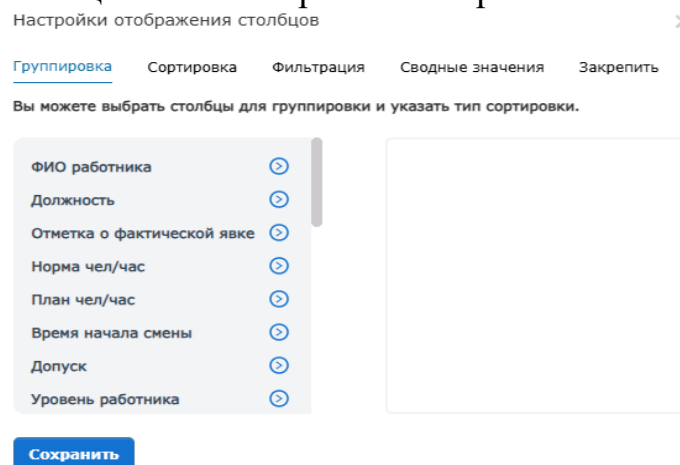 Настройки отображения столбцов
Группировка Сортировка Фильтрация Сводные значения Закрепить
Вы можете выбрать столбцы для группировки и указать тип сортировки.
ФИО работника
Должность
Отметка о фактической явке
Норма чел/час
План чел/час
Время начала смены
Допуск
Уровень работника
Сохранить